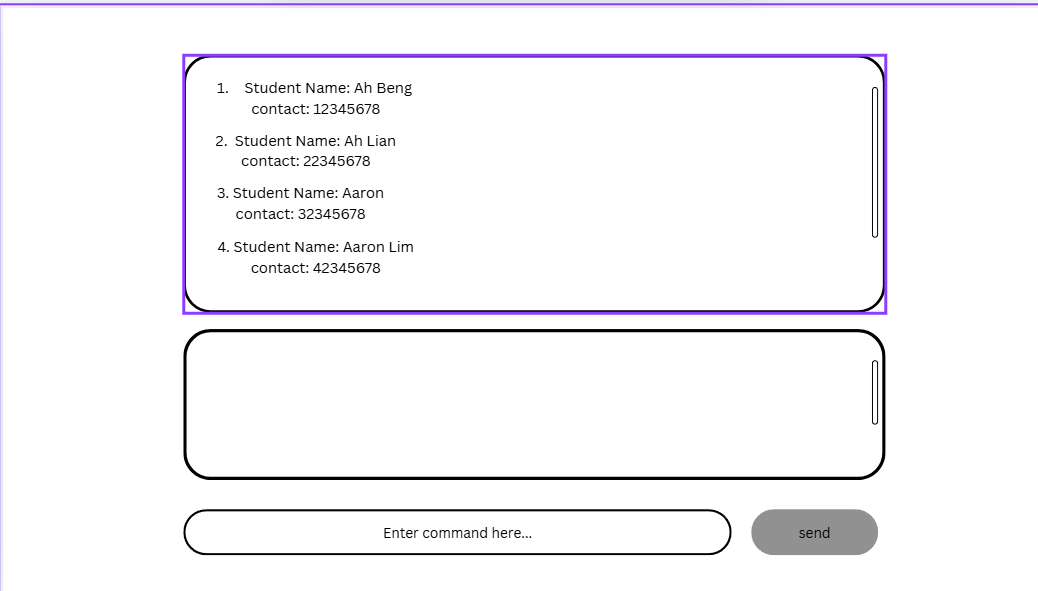 1. Student Name: Ah Beng
contact: 12345678
2. Student Name: Ah Lian
contact: 22345678
3. Student Name: Aaron
contact: 32345678
4. Student Name: Aaron Lim
contact: 42345678
Enter command here...
send